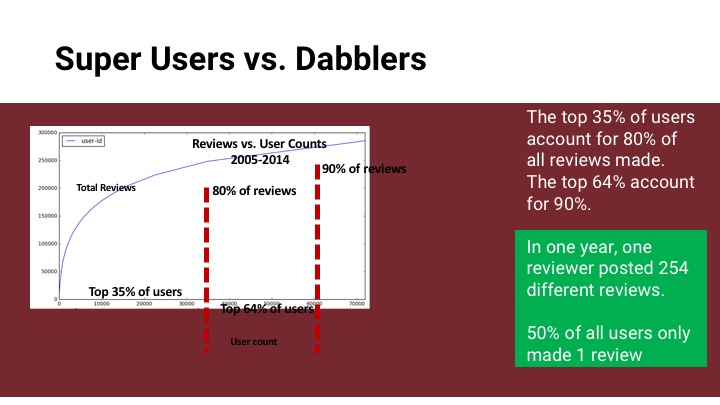 Super Users vs. Dabblers
300000
250000
200000
150000
100000
50000
0
user-id
Reviews vs. User Counts
2005-2014
Total Reviews
80% of reviews
90% of reviews
Top 35% of users
0 10000 20000 30000 40000 50000 60000 70000
Top 64% of users
User count
The top 35% of users
account for 80% of
all reviews made.
The top 64% account
for 90%.
In one year, one
reviewer posted 254
different reviews.
50% of all users only
made 1 review